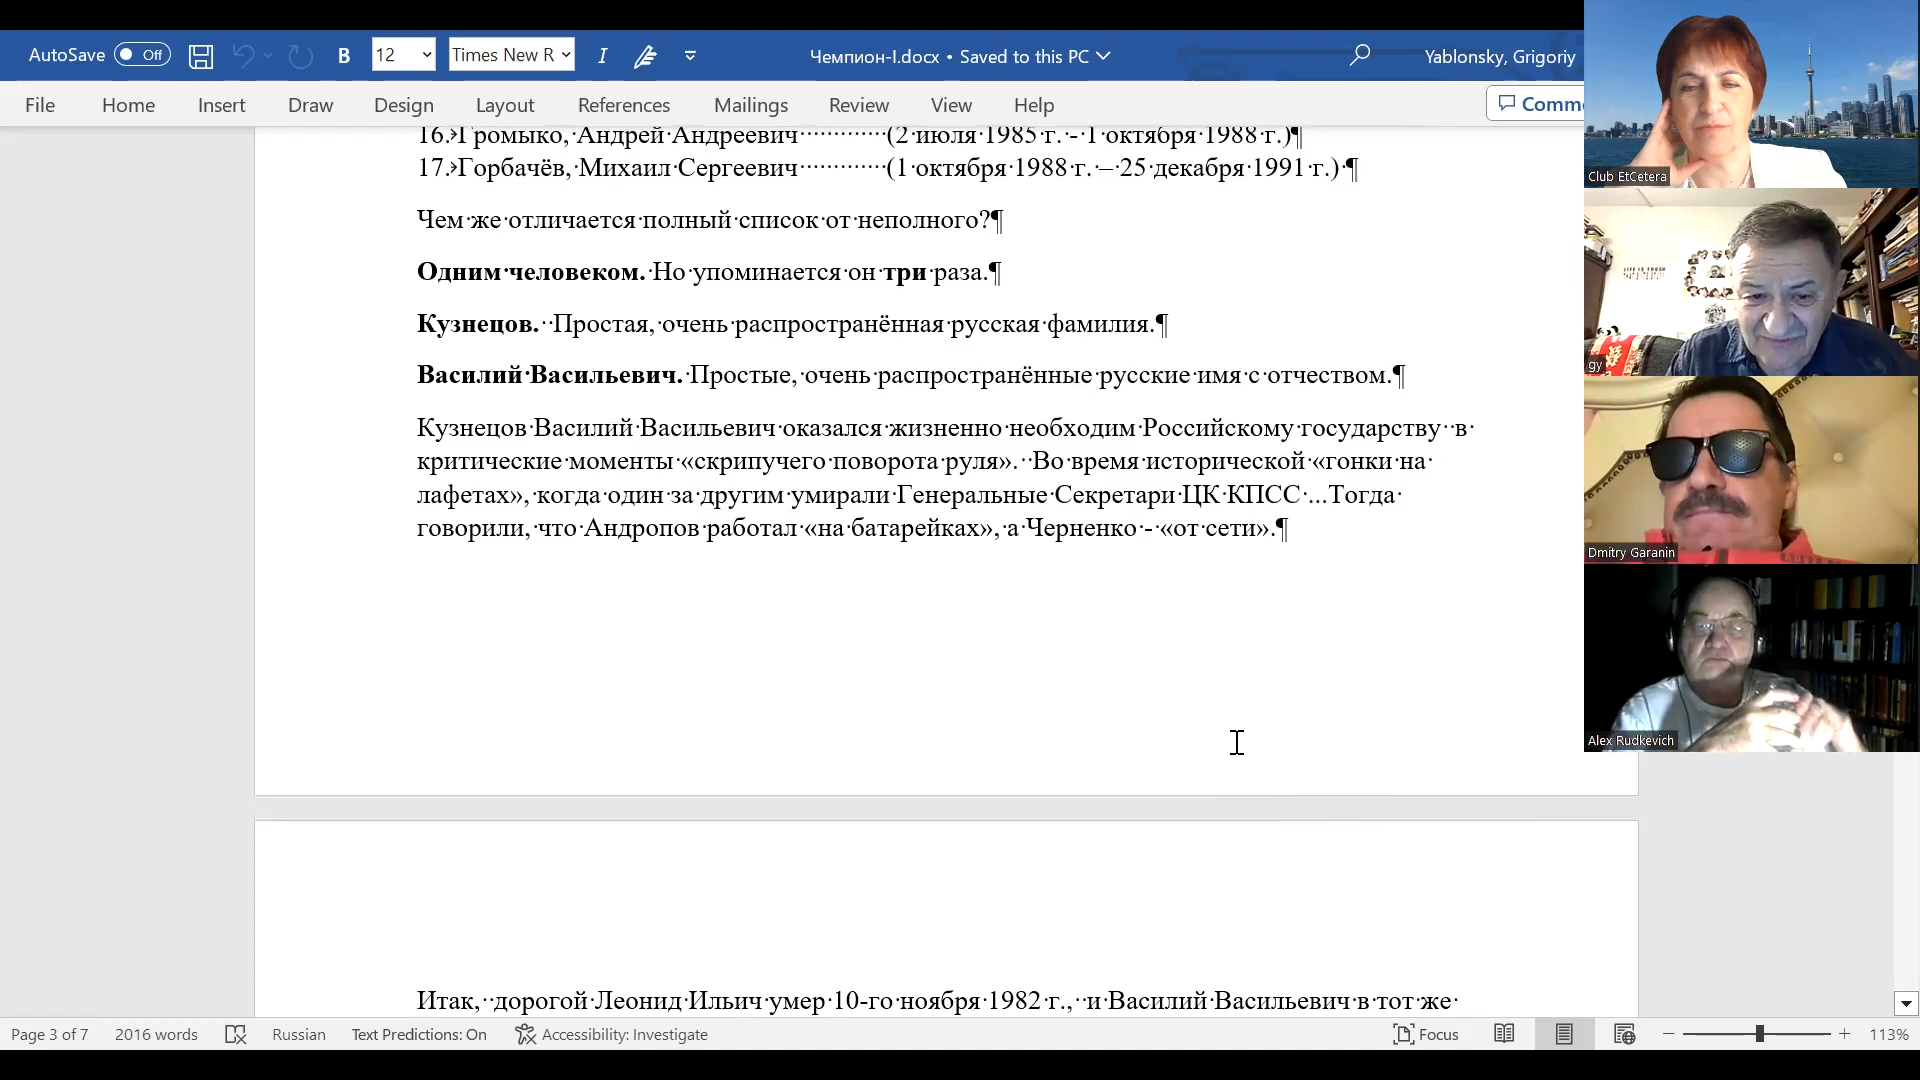 AutoSave Off B 12 Times New R I Чемпион-I.docx • Saved to this PC Yablonsky, Grigoriy
File Home Insert Draw Design Layout References Mailings Review View Help Comme
16. Громыко, Андрей Андреевич (2 июля 1985 г. - 1 октября 1988 г.)¶
17. Горбачёв, Михаил Сергеевич (1 октября 1988 г. – 25 декабря 1991 г.) ¶
Чем же отличается полный список от неполного?¶
Одним человеком. Но упоминается он три раза.¶
Кузнецов. Простая, очень распространённая русская фамилия.¶
Василий Васильевич. Простые, очень распространённые русские имя с отчеством.¶
Кузнецов Василий Васильевич оказался жизненно необходим Российскому государству в
критические моменты «скрипучего поворота руля». Во время исторической «гонки на
лафетах», когда один за другим умирали Генеральные Секретари ЦК КПСС ...Тогда
говорили, что Андропов работал «на батарейках», а Черненко - «от сети».¶
Итак, дорогой Леонид Ильич умер 10-го ноября 1982 г., и Василий Васильевич в тот же
Page 3 of 7 2016 words Russian Text Predictions: On Accessibility: Investigate Focus 113%
Club EtCetera
gy
Dmitry Garanin
Alex Rudkevich